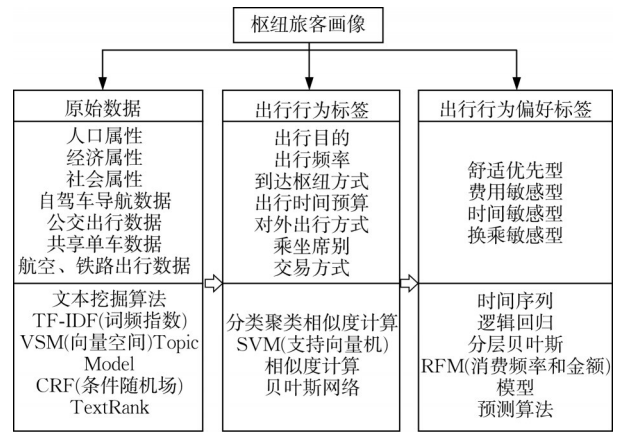 枢纽旅客画像
原始数据
人口属性
经济属性
社会属性
自驾车导航数据
公交出行数据
共享单车数据
航空、铁路出行数据
文本挖掘算法
TF-IDF(词频指数)
VSM(向量空间)Topic
Model
CRF(条件随机场)
TextRank
出行行为标签
出行目的
出行频率
到达枢纽方式
出行时间预算
对外出行方式
乘坐席别
交易方式
分类聚类相似度计算
SVM(支持向量机)
相似度计算
贝叶斯网络
出行行为偏好标签
舒适优先型
费用敏感型
时间敏感型
换乘敏感型
时间序列
逻辑回归
分层贝叶斯
RFM(消费频率和金额)
模型
预测算法